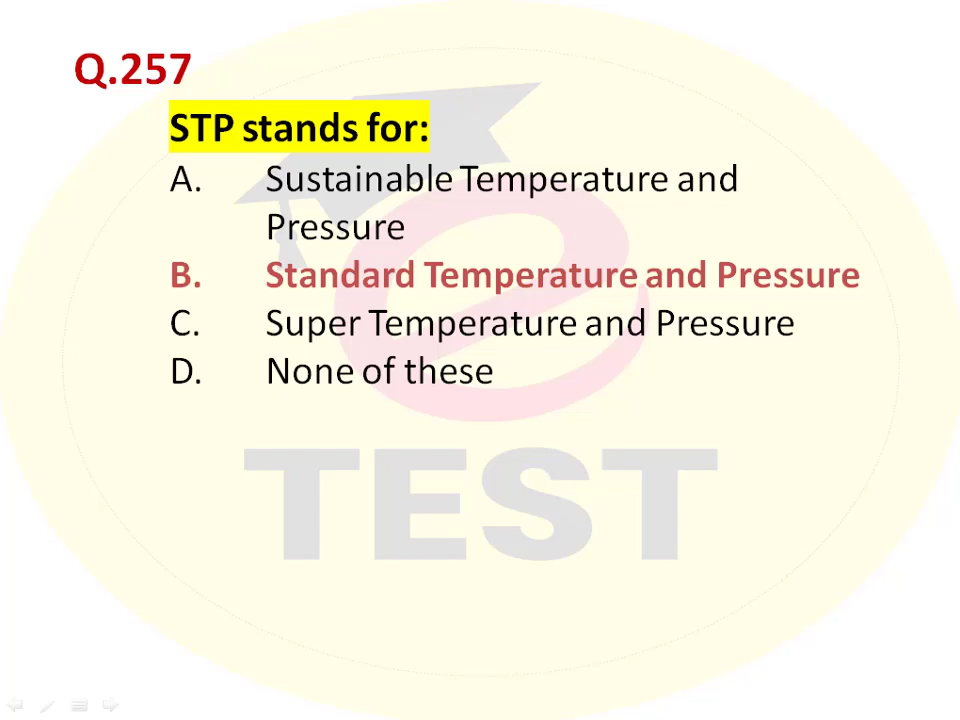 Q.257
STP stands for:
A. Sustainable Temperature and
Pressure
B. Standard Temperature and Pressure
C. Super Temperature and Pressure
D. None of these
e
TEST